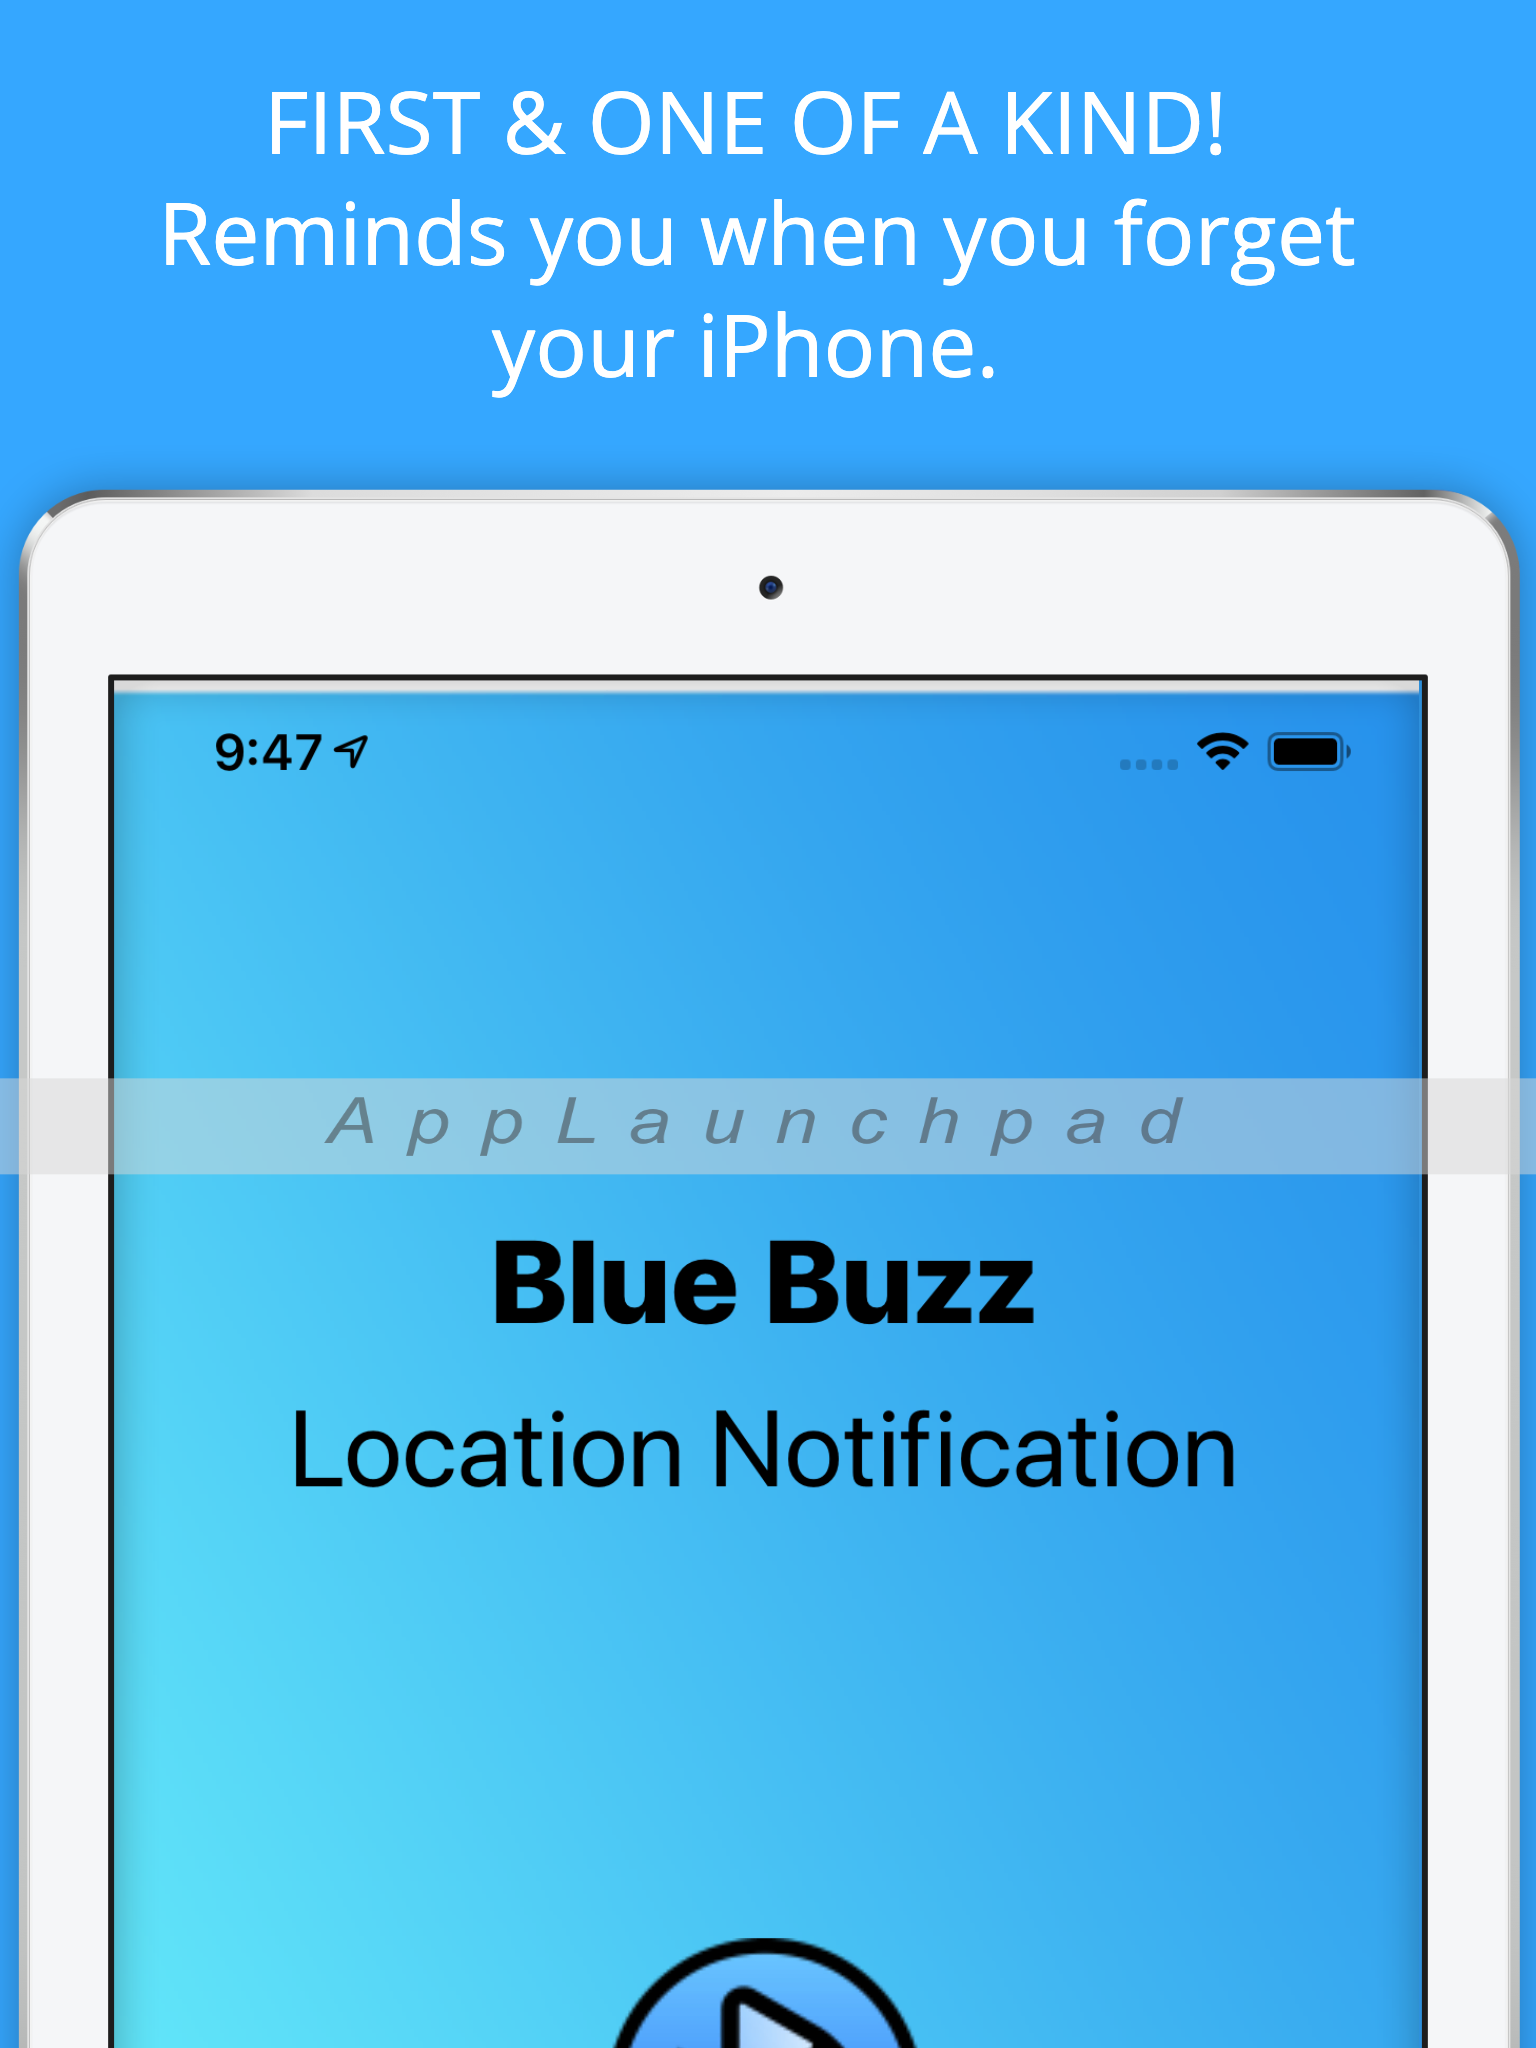 FIRST & ONE OF A KIND!
Reminds you when you forget
your iPhone.
9:47
AppLaunchpad
Blue Buzz
Location Notification